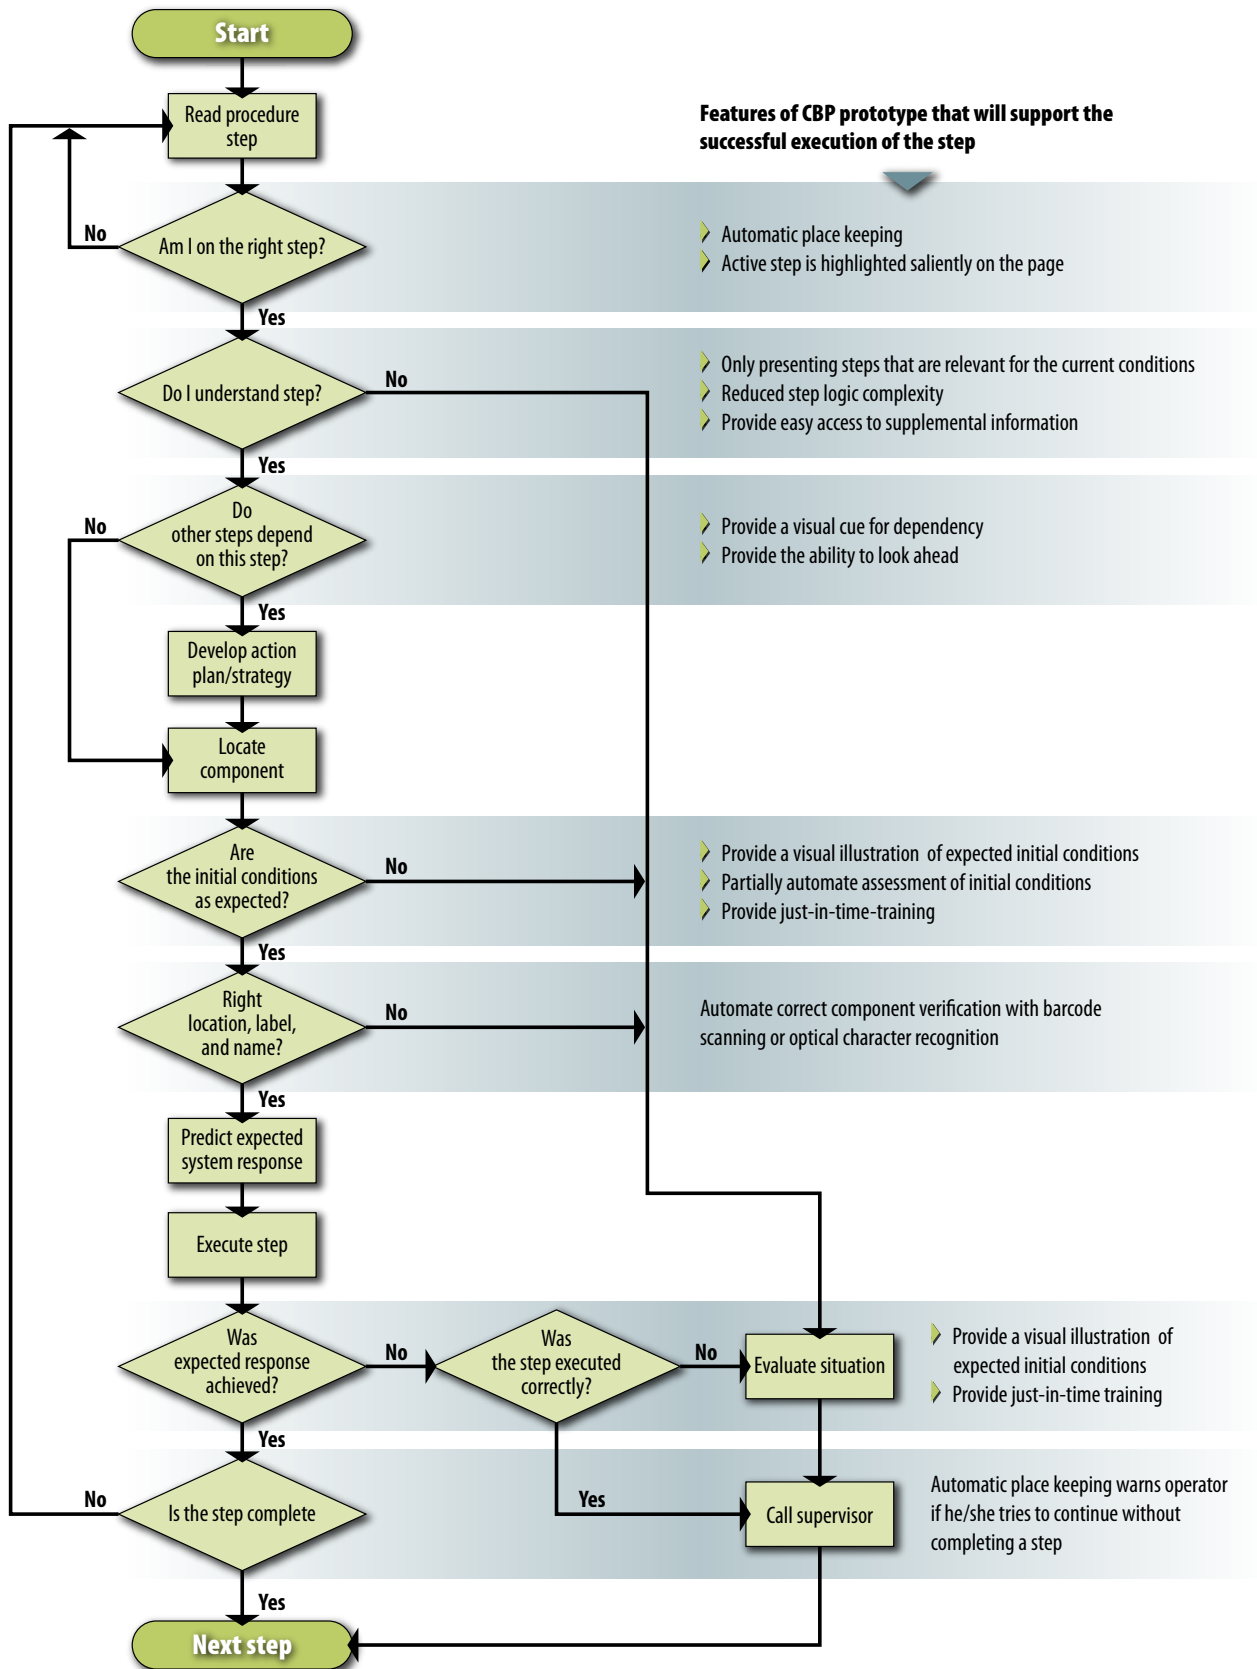 Start
Read procedure
step
Features of CBP prototype that will support the
successful execution of the step
No
Am I on the right step?
Automatic place keeping
Active step is highlighted saliently on the page
Yes
Do I understand step?
No
Only presenting steps that are relevant for the current conditions
Reduced step logic complexity
Provide easy access to supplemental information
Yes
No
Do
other steps depend
on this step?
Provide a visual cue for dependency
Provide the ability to look ahead
Yes
Develop action
plan/strategy
Locate
component
Are
the initial conditions
as expected?
No
Provide a visual illustration of expected initial conditions
Partially automate assessment of initial conditions
Provide just-in-time-training
Yes
Right
location, label,
and name?
No
Automate correct component verification with barcode
scanning or optical character recognition
Yes
Predict expected
system response
Execute step
Was
expected response
achieved?
No
Was
the step executed
correctly?
No
Evaluate situation
Provide a visual illustration of
expected initial conditions
Provide just-in-time training
Yes
No
Is the step complete
Yes
Call supervisor
Automatic place keeping warns operator
if he/she tries to continue without
completing a step
Yes
Next step